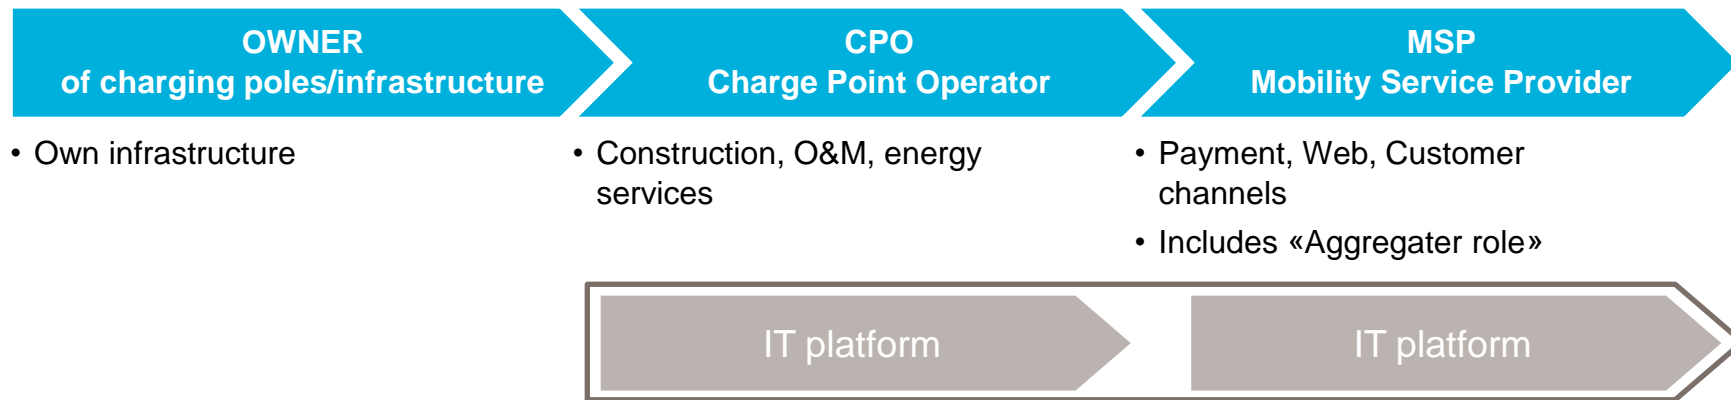 OWNER
of charging poles/infrastructure
CPO
Charge Point Operator
MSP
Mobility Service Provider
• Own infrastructure
• Construction, O&M, energy
services
• Payment, Web, Customer
channels
• Includes «Aggregater role»
IT platform
IT platform